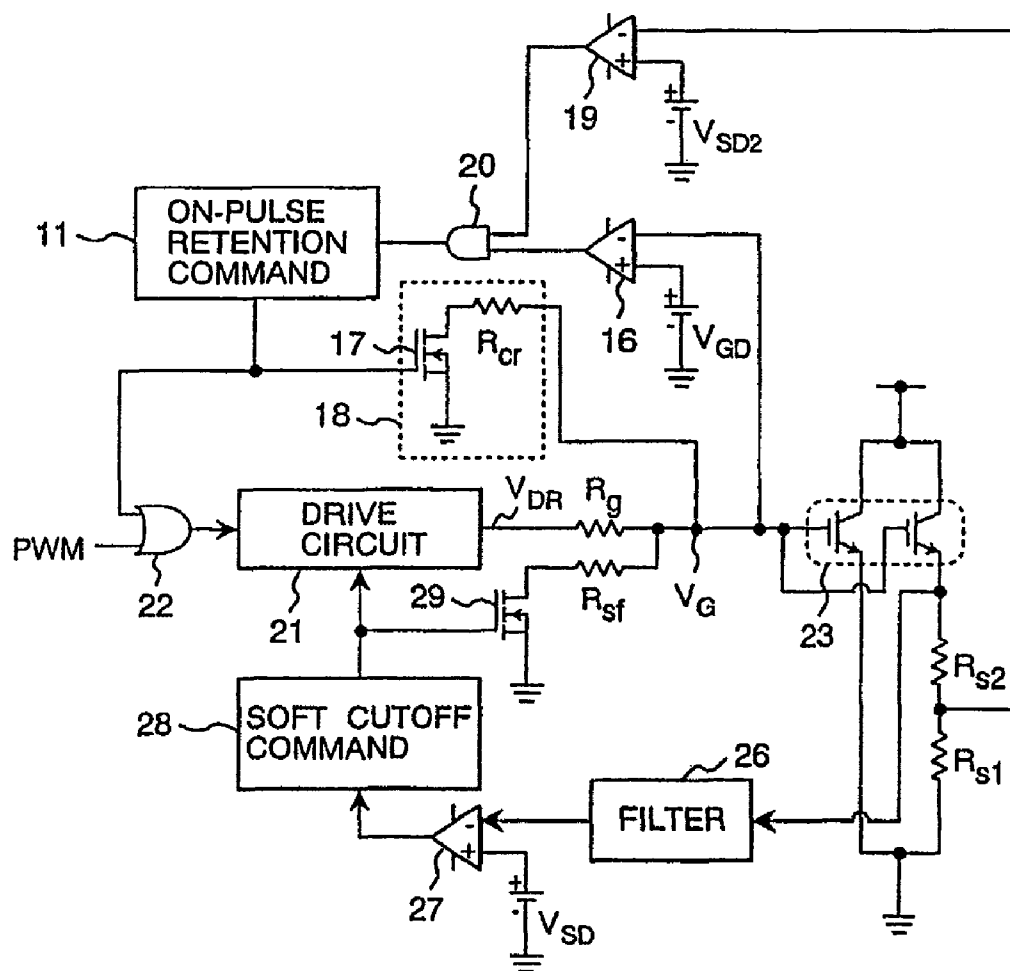 19
+
-
V_SD2
20
11
ON-PULSE
RETENTION
COMMAND
17
R_cr
16
+
-
V_GD
18
V_DR
R_g
DRIVE
CIRCUIT
PWM
22
21
29
R_sf
V_G
23
R_s2
28
SOFT CUTOFF
COMMAND
R_s1
26
FILTER
27
+
-
V_SD